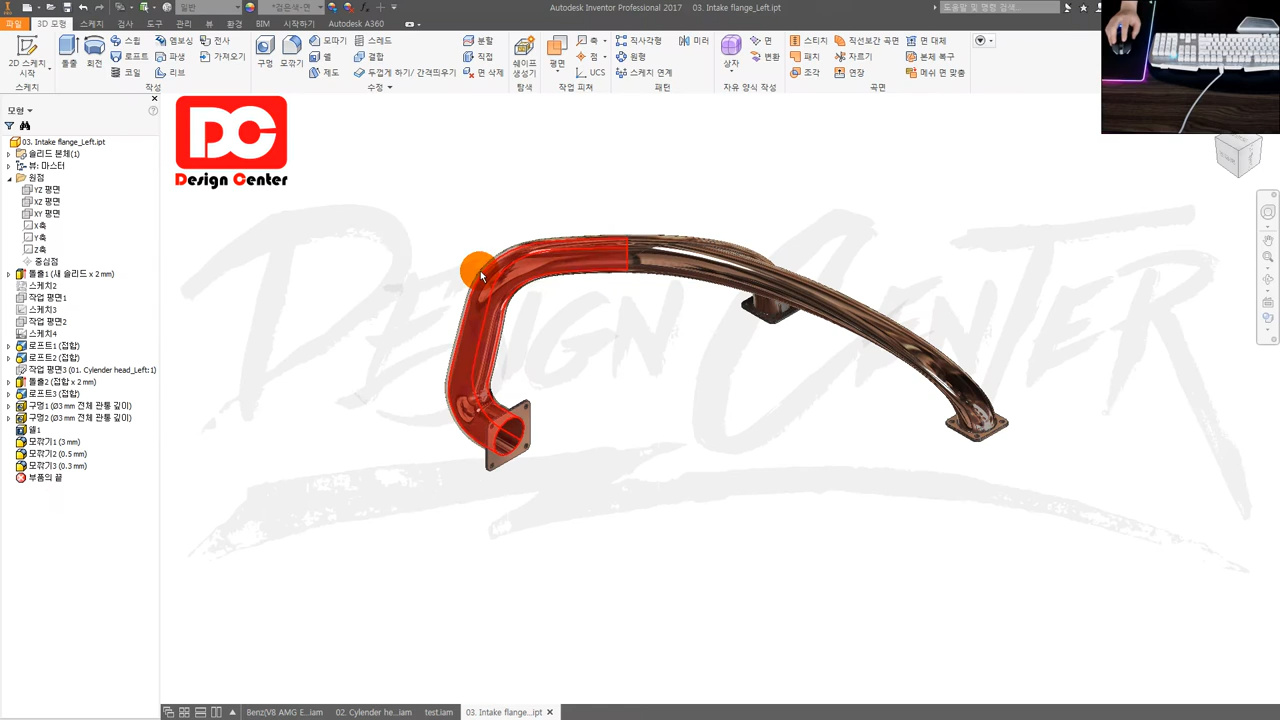 일반
*검은색-면
Autodesk Inventor Professional 2017 03. Intake flange_Left.ipt
도움말 및 명령 검색...
파일 3D 모형 스케치 검사 도구 관리 뷰 환경 BIM 시작하기 Autodesk A360
2D 스케치 시작
돌출
회전
스윕
로프트
코일
엠보싱
파생
리브
전사
가져오기
구멍
모깎기
모따기
쉘
제도
스레드
결합
두껍게 하기/ 간격띄우기
분할
직접
면 삭제
쉐이프 생성기
평면
축
점
UCS
직사각형
원형
스케치 연계
미러
상자
면
변환
스티치
패치
조각
직선보간 곡면
자르기
연장
면 대체
본체 복구
메쉬 면 맞춤
스케치 작성 수정 탐색 작업 피쳐 패턴 자유 양식 작성 곡면
모형
03. Intake flange_Left.ipt
솔리드 본체(1)
뷰: 마스터
원점
YZ 평면
XZ 평면
XY 평면
X축
Y축
Z축
중심점
돌출1 (새 솔리드 x 2 mm)
스케치2
작업 평면1
스케치3
작업 평면2
스케치4
로프트1 (접합)
로프트2 (접합)
작업 평면3 (01. Cylender head_Left:1)
돌출2 (접합 x 2 mm)
로프트3 (접합)
구멍1 (Ø3 mm 전체 관통 깊이)
구멍2 (Ø3 mm 전체 관통 깊이)
쉘1
모깎기1 (3 mm)
모깎기2 (0.5 mm)
모깎기3 (0.3 mm)
부품의 끝
DC
Design Center
DESIGN CENTER
Benz(V8 AMG E...iam 02. Cylender he...iam test.iam 03. Intake flange...ipt